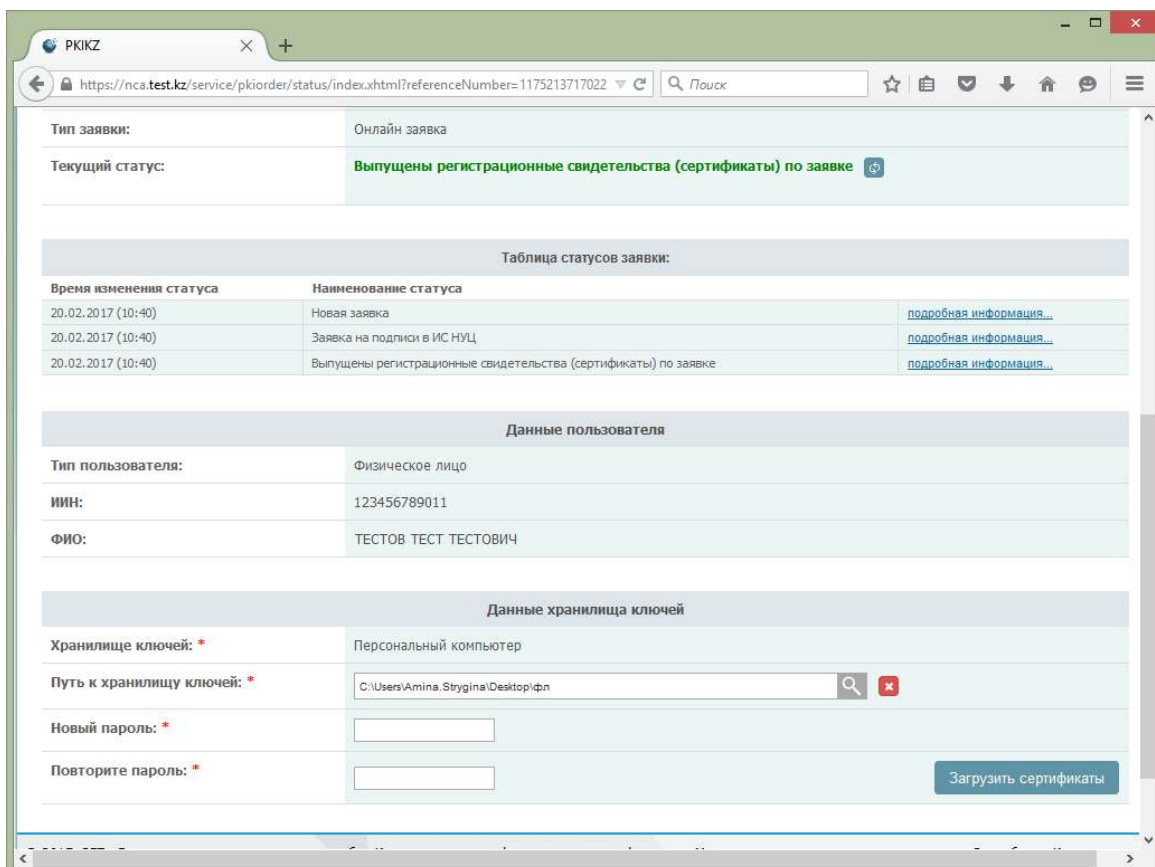 PKIKZ
https://nca.test.kz/service/pkiorder/status/index.xhtml?referenceNumber=1175213717022 Поиск
Тип заявки: Онлайн заявка
Текущий статус: Выпущены регистрационные свидетельства (сертификаты) по заявке
Таблица статусов заявки:
Время изменения статуса Наименование статуса
20.02.2017 (10:40) Новая заявка подробная информация...
20.02.2017 (10:40) Заявка на подписи в ИС НУЦ подробная информация...
20.02.2017 (10:40) Выпущены регистрационные свидетельства (сертификаты) по заявке подробная информация...
Данные пользователя
Тип пользователя: Физическое лицо
ИИН: 123456789011
ФИО: ТЕСТОВ ТЕСТ ТЕСТОВИЧ
Данные хранилища ключей
Хранилище ключей: * Персональный компьютер
Путь к хранилищу ключей: * C:\Users\Amina.Strygina\Desktop\фл
Новый пароль: *
Повторите пароль: * Загрузить сертификаты